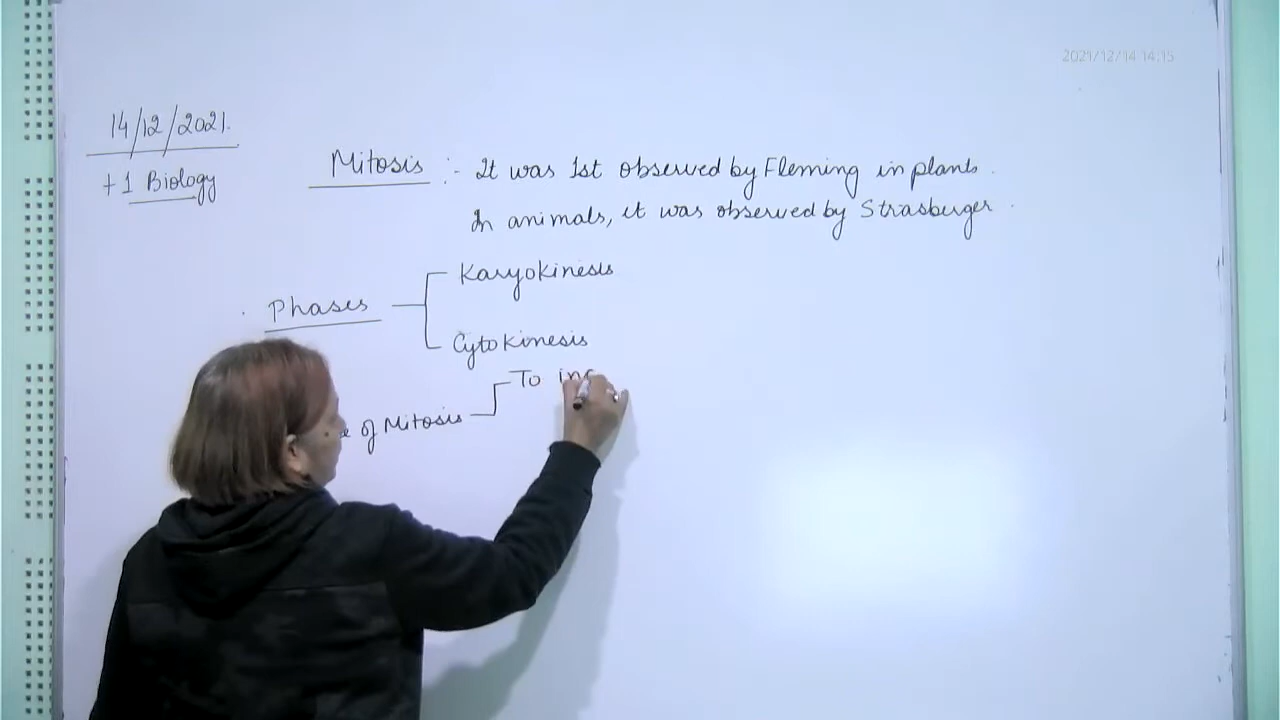 2021/12/14 14:15
14/12/2021.
+1 Biology
Mitosis :- It was 1st observed by Fleming in plants.
In animals, it was observed by Strasburger.
Phases
Karyokinesis
Cytokinesis
of Mitosis
To